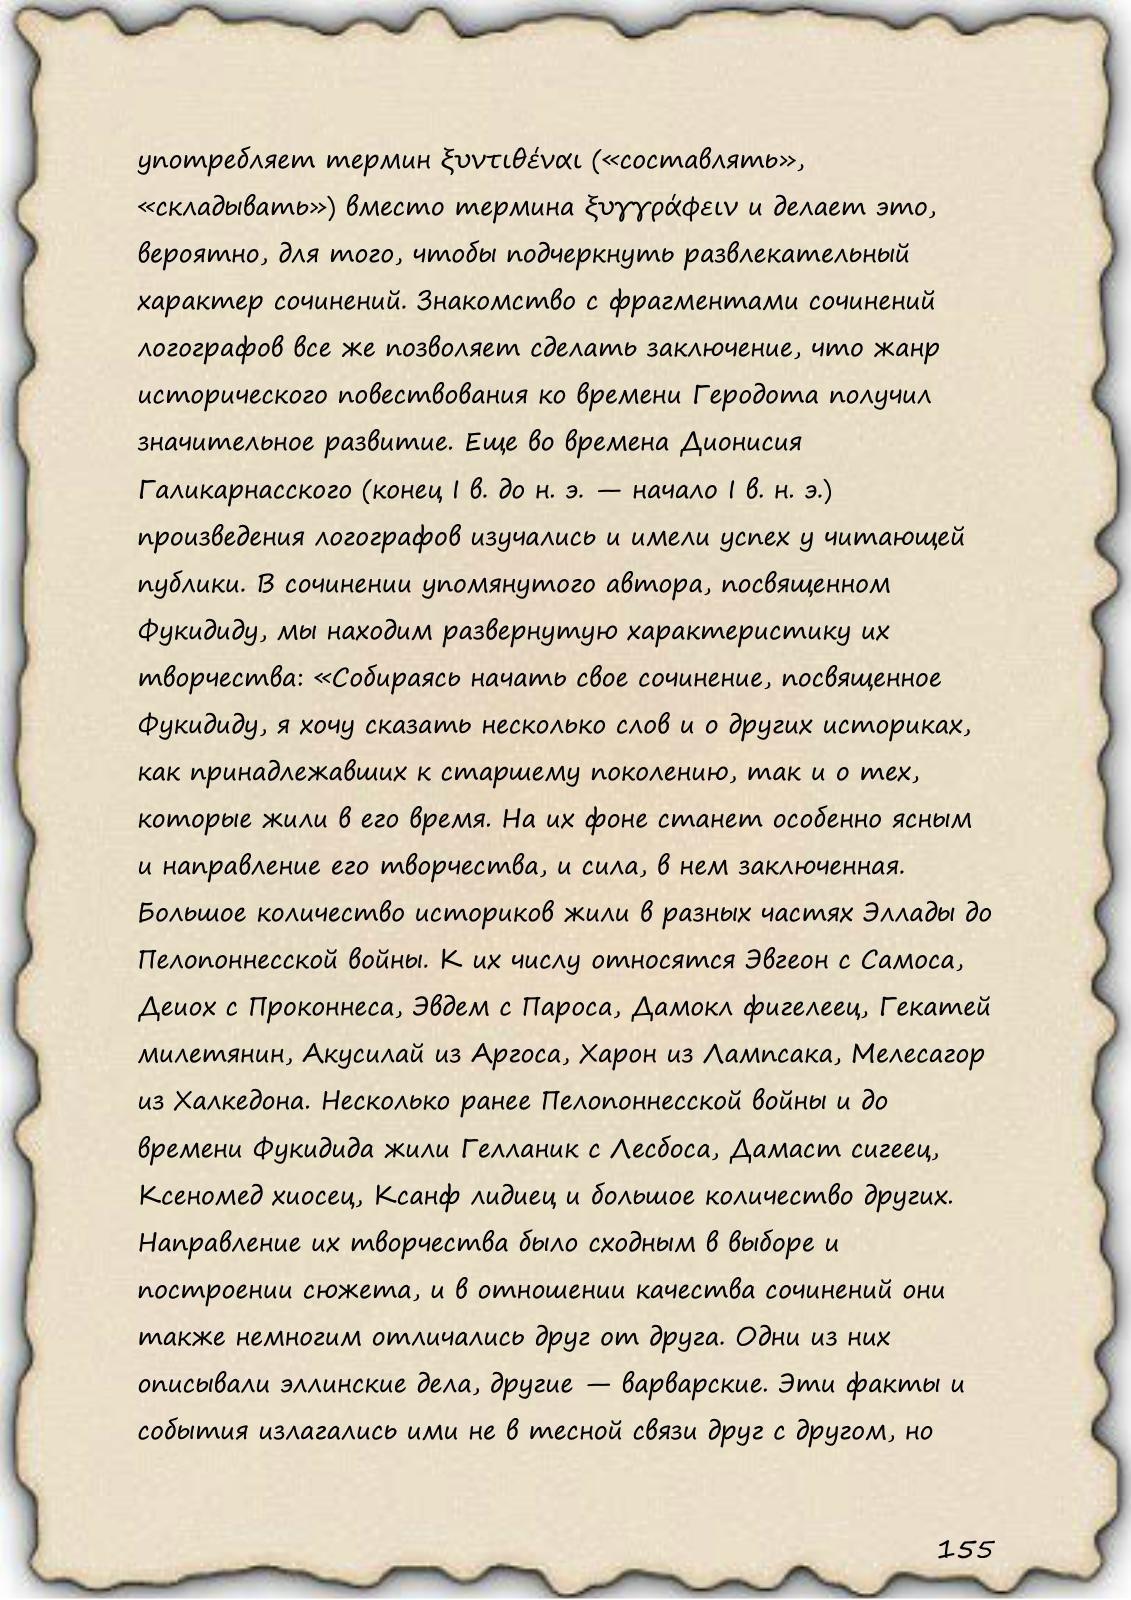 употребляет термин ξυντιθέναι («составлять»,
«складывать») вместо термина ξυγγράφειν и делает это,
вероятно, для того, чтобы подчеркнуть развлекательный
характер сочинений. Знакомство с фрагментами сочинений
логографов все же позволяет сделать заключение, что жанр
исторического повествования ко времени Геродота получил
значительное развитие. Еще во времена Дионисия
Галикарнасского (конец I в. до н. э. — начало I в. н. э.)
произведения логографов изучались и имели успех у читающей
публики. В сочинении упомянутого автора, посвященном
Фукидиду, мы находим развернутую характеристику их
творчества: «Собираясь начать свое сочинение, посвященное
Фукидиду, я хочу сказать несколько слов и о других историках,
как принадлежавших к старшему поколению, так и о тех,
которые жили в его время. На их фоне станет особенно ясным
и направление его творчества, и сила, в нем заключенная.
Большое количество историков жили в разных частях Эллады до
Пелопоннесской войны. К их числу относятся Эвгеон с Самоса,
Деиох с Проконнеса, Эвдем с Пароса, Дамокл фигелеец, Гекатей
милетянин, Акусилай из Аргоса, Харон из Лампсака, Мелесагор
из Халкедона. Несколько ранее Пелопоннесской войны и до
времени Фукидида жили Гелланик с Лесбоса, Дамаст сигеец,
Ксеномед хиосец, Ксанф лидиец и большое количество других.
Направление их творчества было сходным в выборе и
построении сюжета, и в отношении качества сочинений они
также немногим отличались друг от друга. Одни из них
описывали эллинские дела, другие — варварские. Эти факты и
события излагались ими не в тесной связи друг с другом, но
155